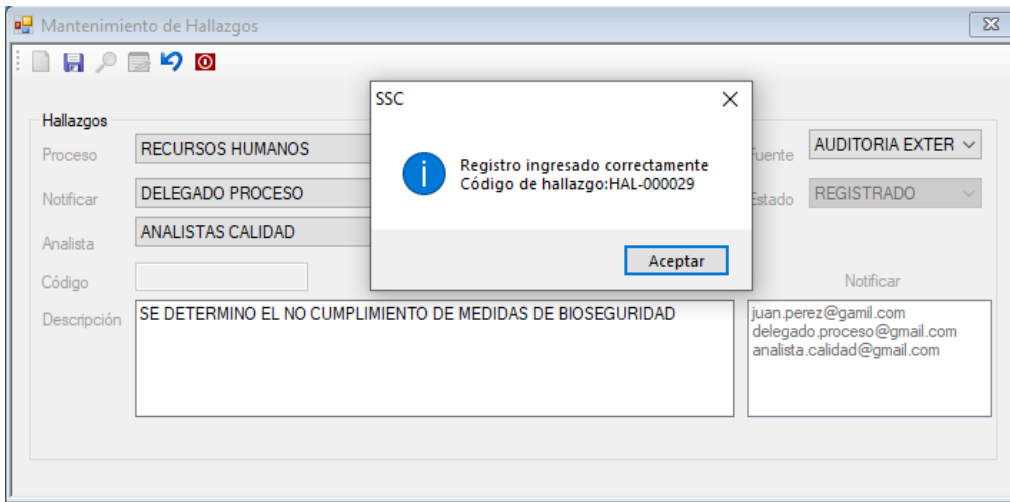 Mantenimiento de Hallazgos
SSC
Registro ingresado correctamente
Código de hallazgo:HAL-000029
Aceptar
Hallazgos
Proceso RECURSOS HUMANOS Fuente AUDITORIA EXTER
Notificar DELEGADO PROCESO Estado REGISTRADO
Analista ANALISTAS CALIDAD
Código Notificar
Descripción SE DETERMINO EL NO CUMPLIMIENTO DE MEDIDAS DE BIOSEGURIDAD
juan.perez@gamil.com
delegado.proceso@gmail.com
analista.calidad@gmail.com